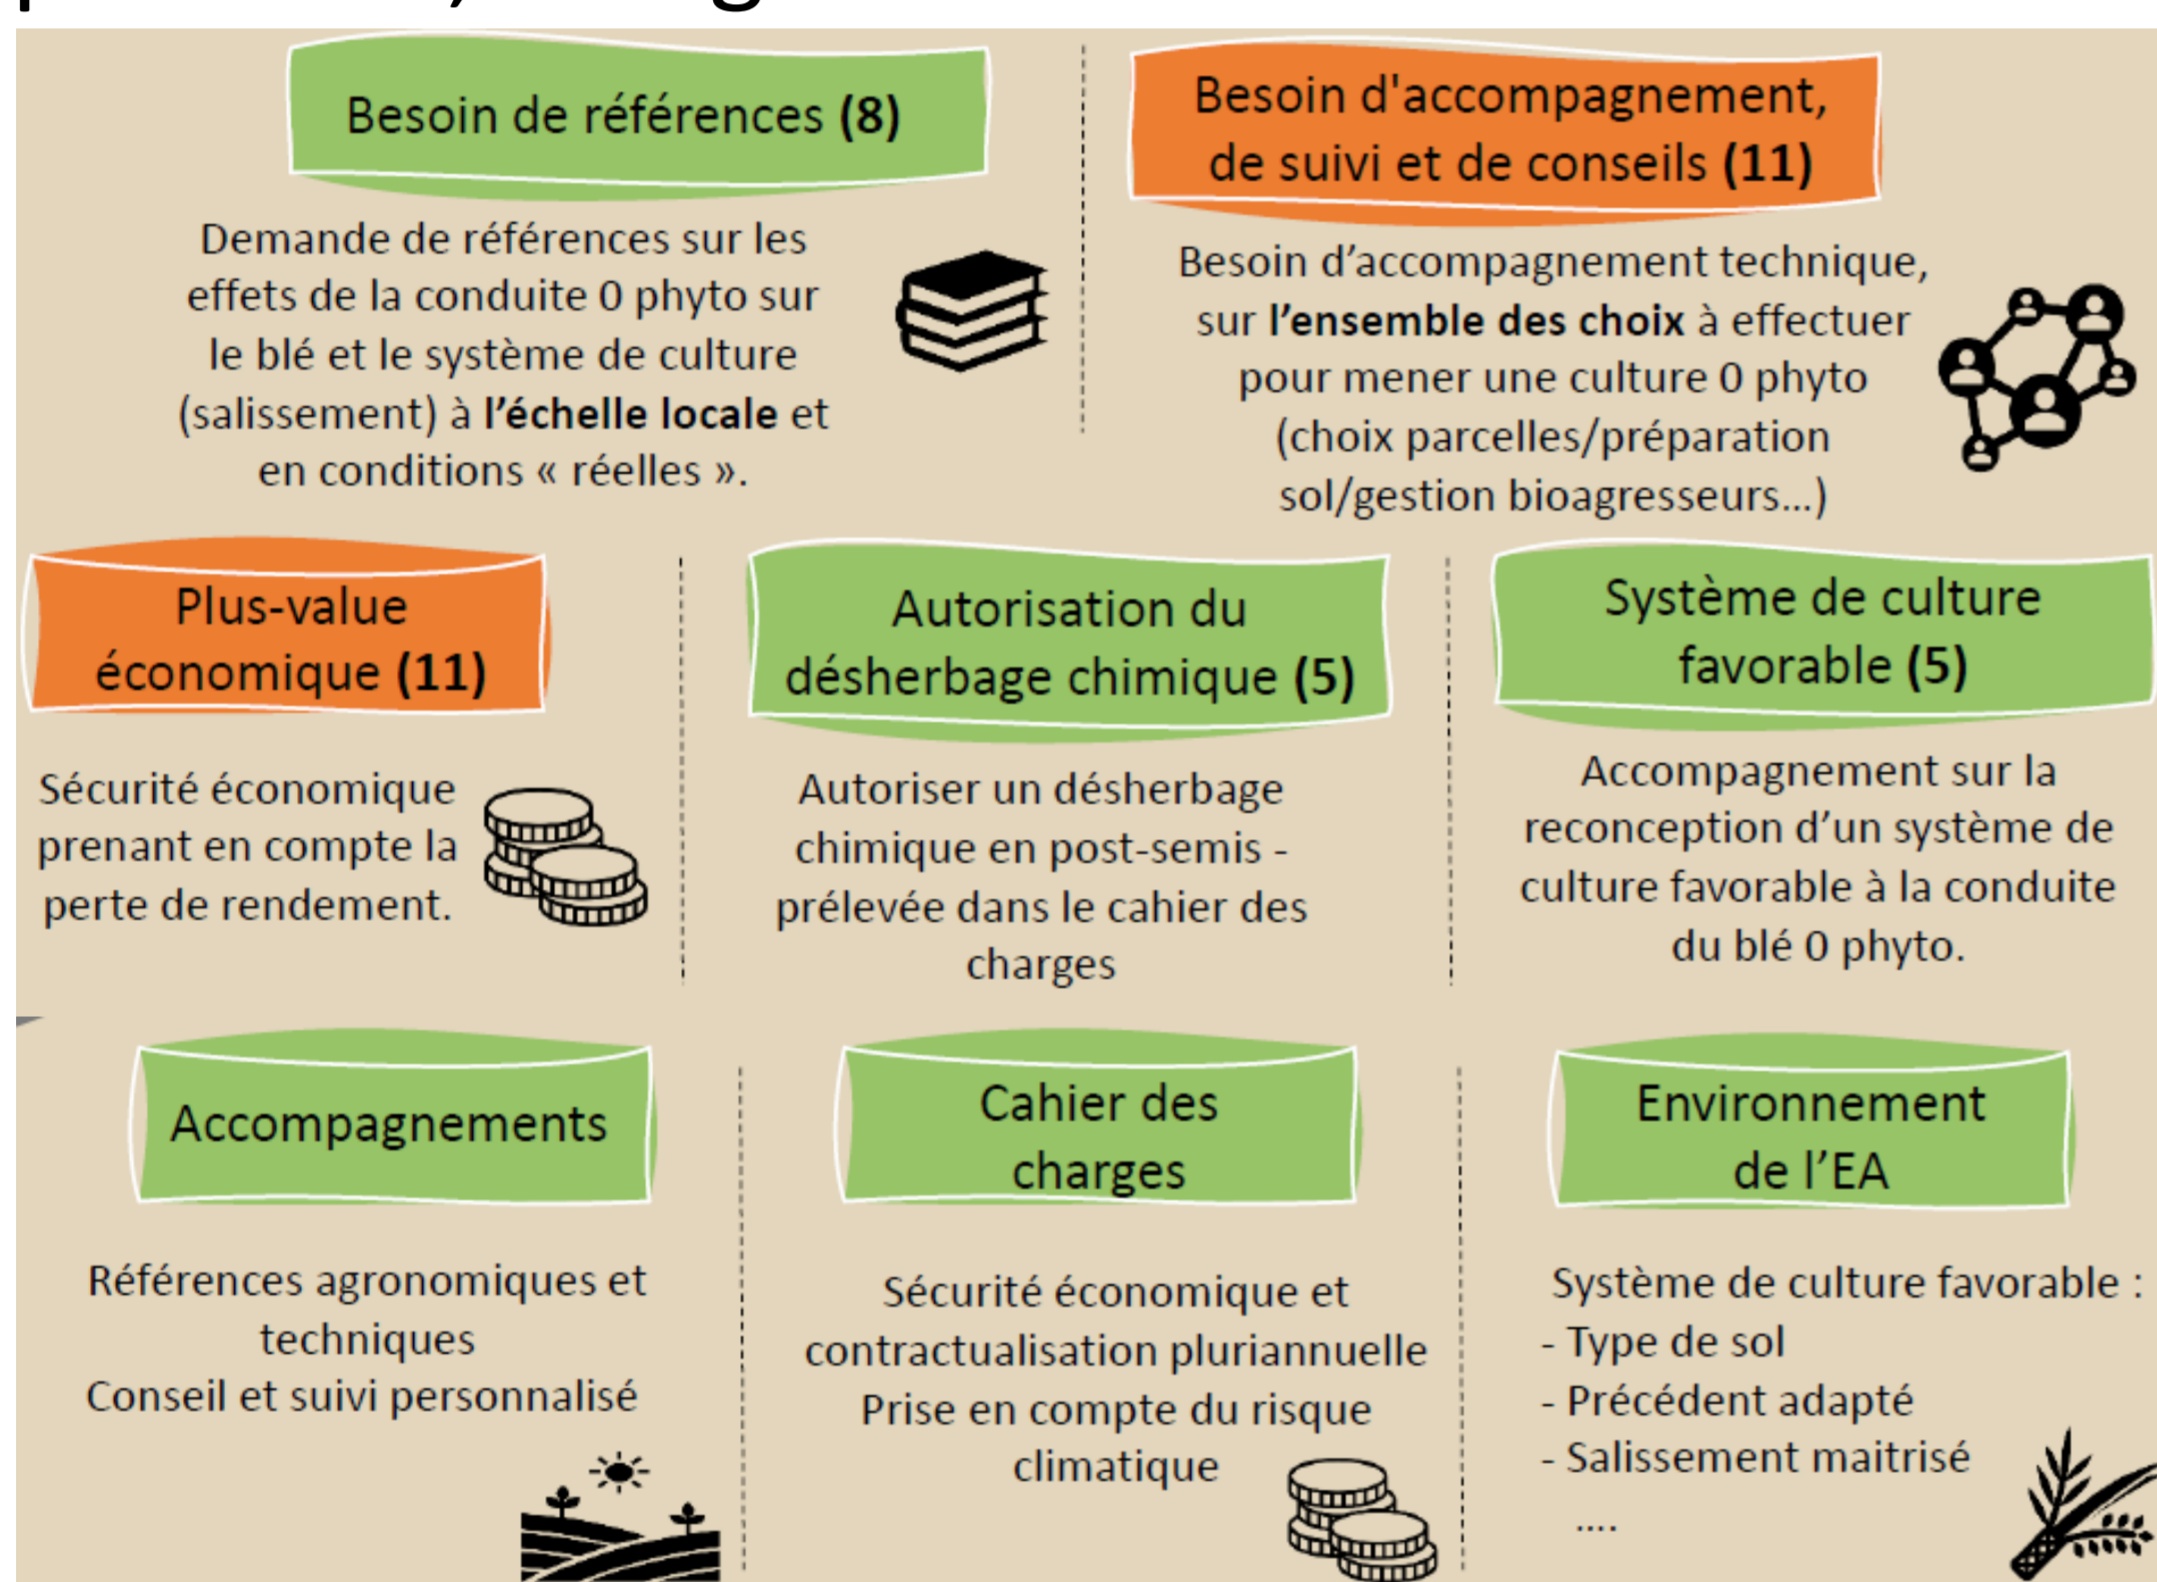 Besoin de références (8)
Demande de références sur les
effets de la conduite 0 phyto sur
le blé et le système de culture
(salissement) à l'échelle locale et
en conditions « réelles ».
Besoin d'accompagnement,
de suivi et de conseils (11)
Besoin d’accompagnement technique,
sur l’ensemble des choix à effectuer
pour mener une culture 0 phyto
(choix parcelles/préparation
sol/gestion bioagresseurs...)
Plus-value
économique (11)
Sécurité économique
prenant en compte la
perte de rendement.
Autorisation du
désherbage chimique (5)
Autoriser un désherbage
chimique en post-semis -
prélevée dans le cahier des
charges
Système de culture
favorable (5)
Accompagnement sur la
reconception d’un système de
culture favorable à la conduite
du blé 0 phyto.
Accompagnements
Références agronomiques et
techniques
Conseil et suivi personnalisé
Cahier des
charges
Sécurité économique et
contractualisation pluriannuelle
Prise en compte du risque
climatique
Environnement
de l’EA
Système de culture favorable :
- Type de sol
- Précédent adapté
- Salissement maitrisé
....